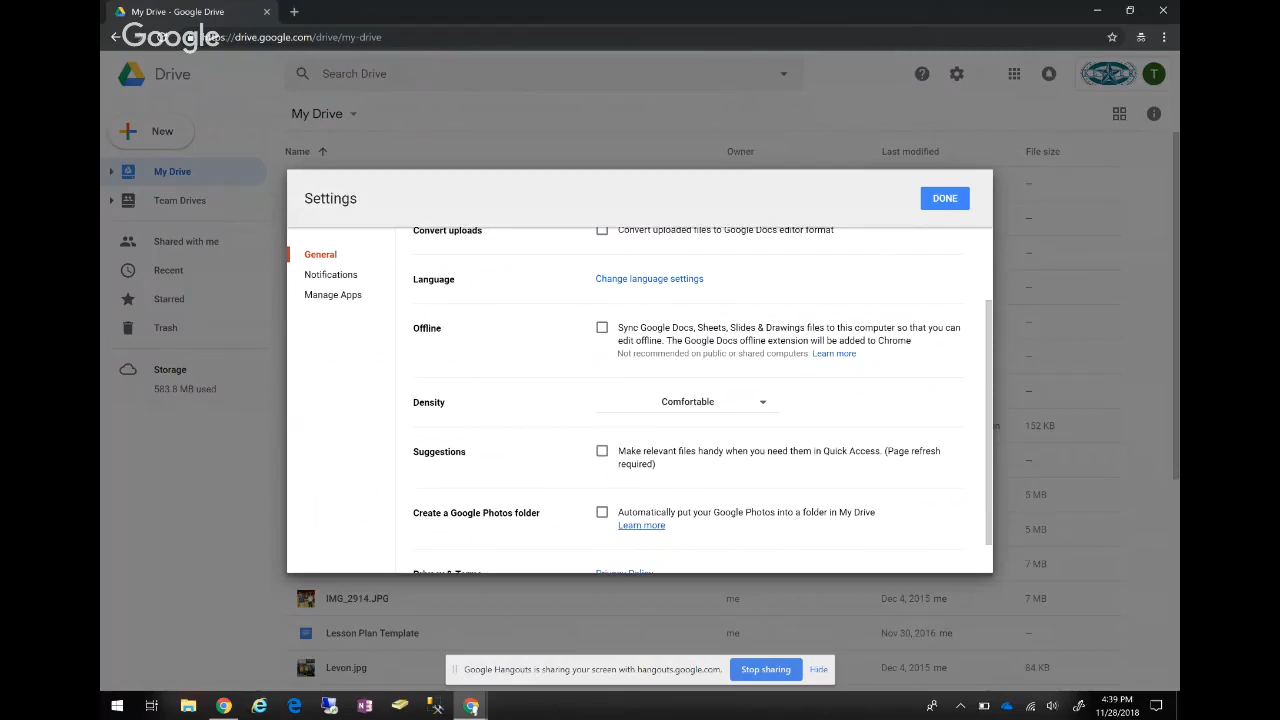 My Drive - Google Drive
Google
https://drive.google.com/drive/my-drive
Drive
Search Drive
T
New
My Drive
Name
Owner
Last modified
File size
My Drive
Team Drives
Shared with me
Recent
Starred
Trash
Storage
583.8 MB used
Settings
DONE
General
Notifications
Manage Apps
Convert uploads
Convert uploaded files to Google Docs editor format
Language
Change language settings
Offline
Sync Google Docs, Sheets, Slides & Drawings files to this computer so that you can
edit offline. The Google Docs offline extension will be added to Chrome
Not recommended on public or shared computers. Learn more
Density
Comfortable
Suggestions
Make relevant files handy when you need them in Quick Access. (Page refresh
required)
Create a Google Photos folder
Automatically put your Google Photos into a folder in My Drive
Learn more
Privacy & Terms
Privacy Policy
152 KB
5 MB
5 MB
7 MB
IMG_2914.JPG
me
Dec 4, 2015 me
7 MB
Lesson Plan Template
me
Nov 30, 2016 me
Levon.jpg
Dec 4, 2015 me
84 KB
Google Hangouts is sharing your screen with hangouts.google.com.
Stop sharing
Hide
4:39 PM
11/28/2018